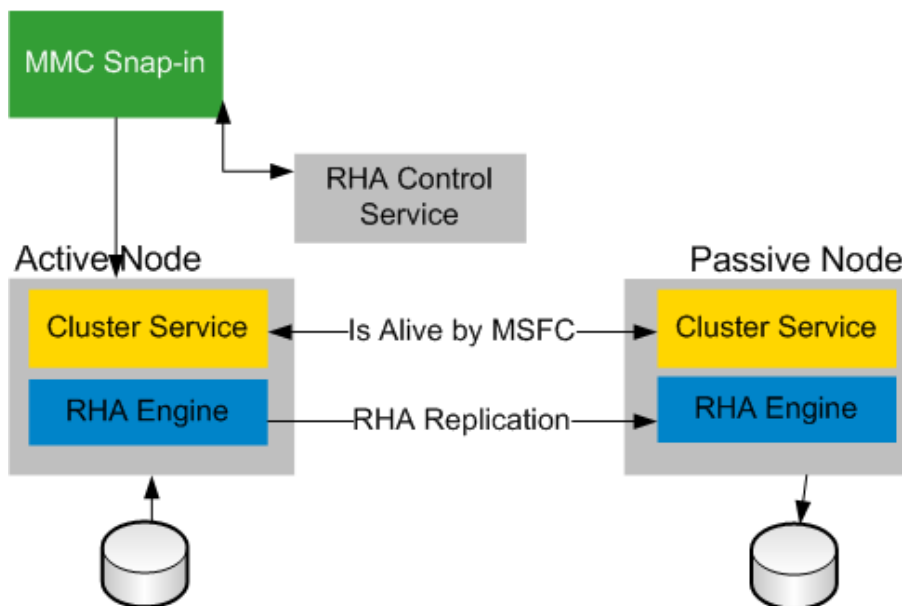 MMC Snap-in
RHA Control
Service
Active Node
Passive Node
Cluster Service
Is Alive by MSFC
Cluster Service
RHA Engine
RHA Replication
RHA Engine